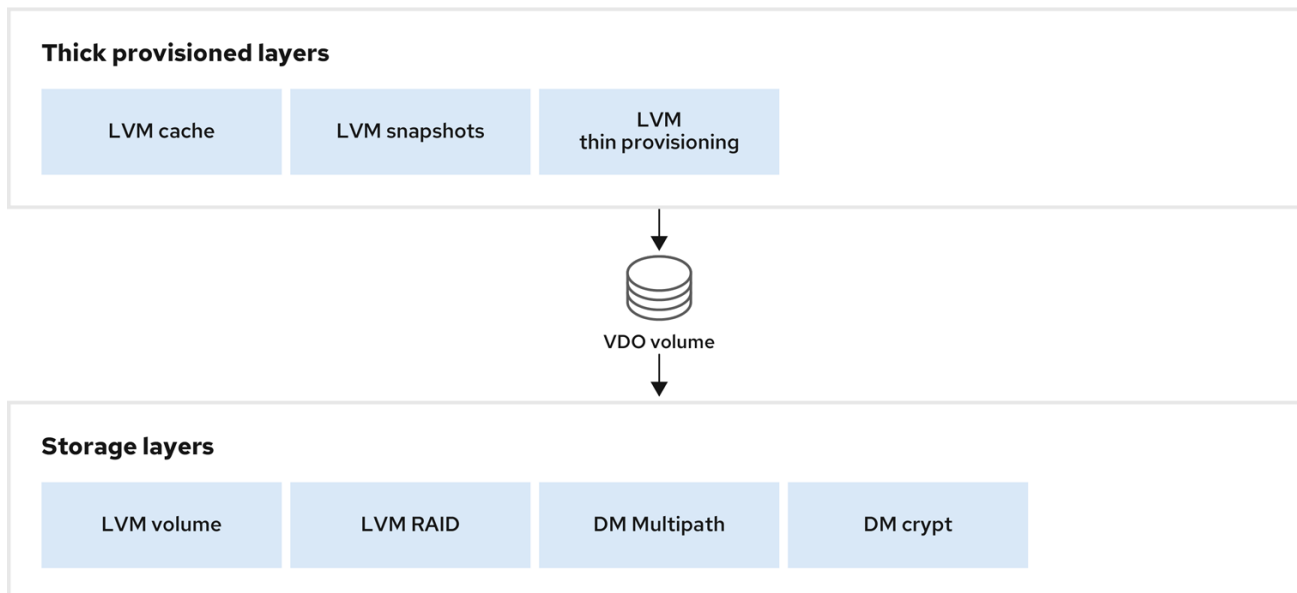 Thick provisioned layers
LVM cache
LVM snapshots
LVM
thin provisioning
VDO volume
Storage layers
LVM volume
LVM RAID
DM Multipath
DM crypt